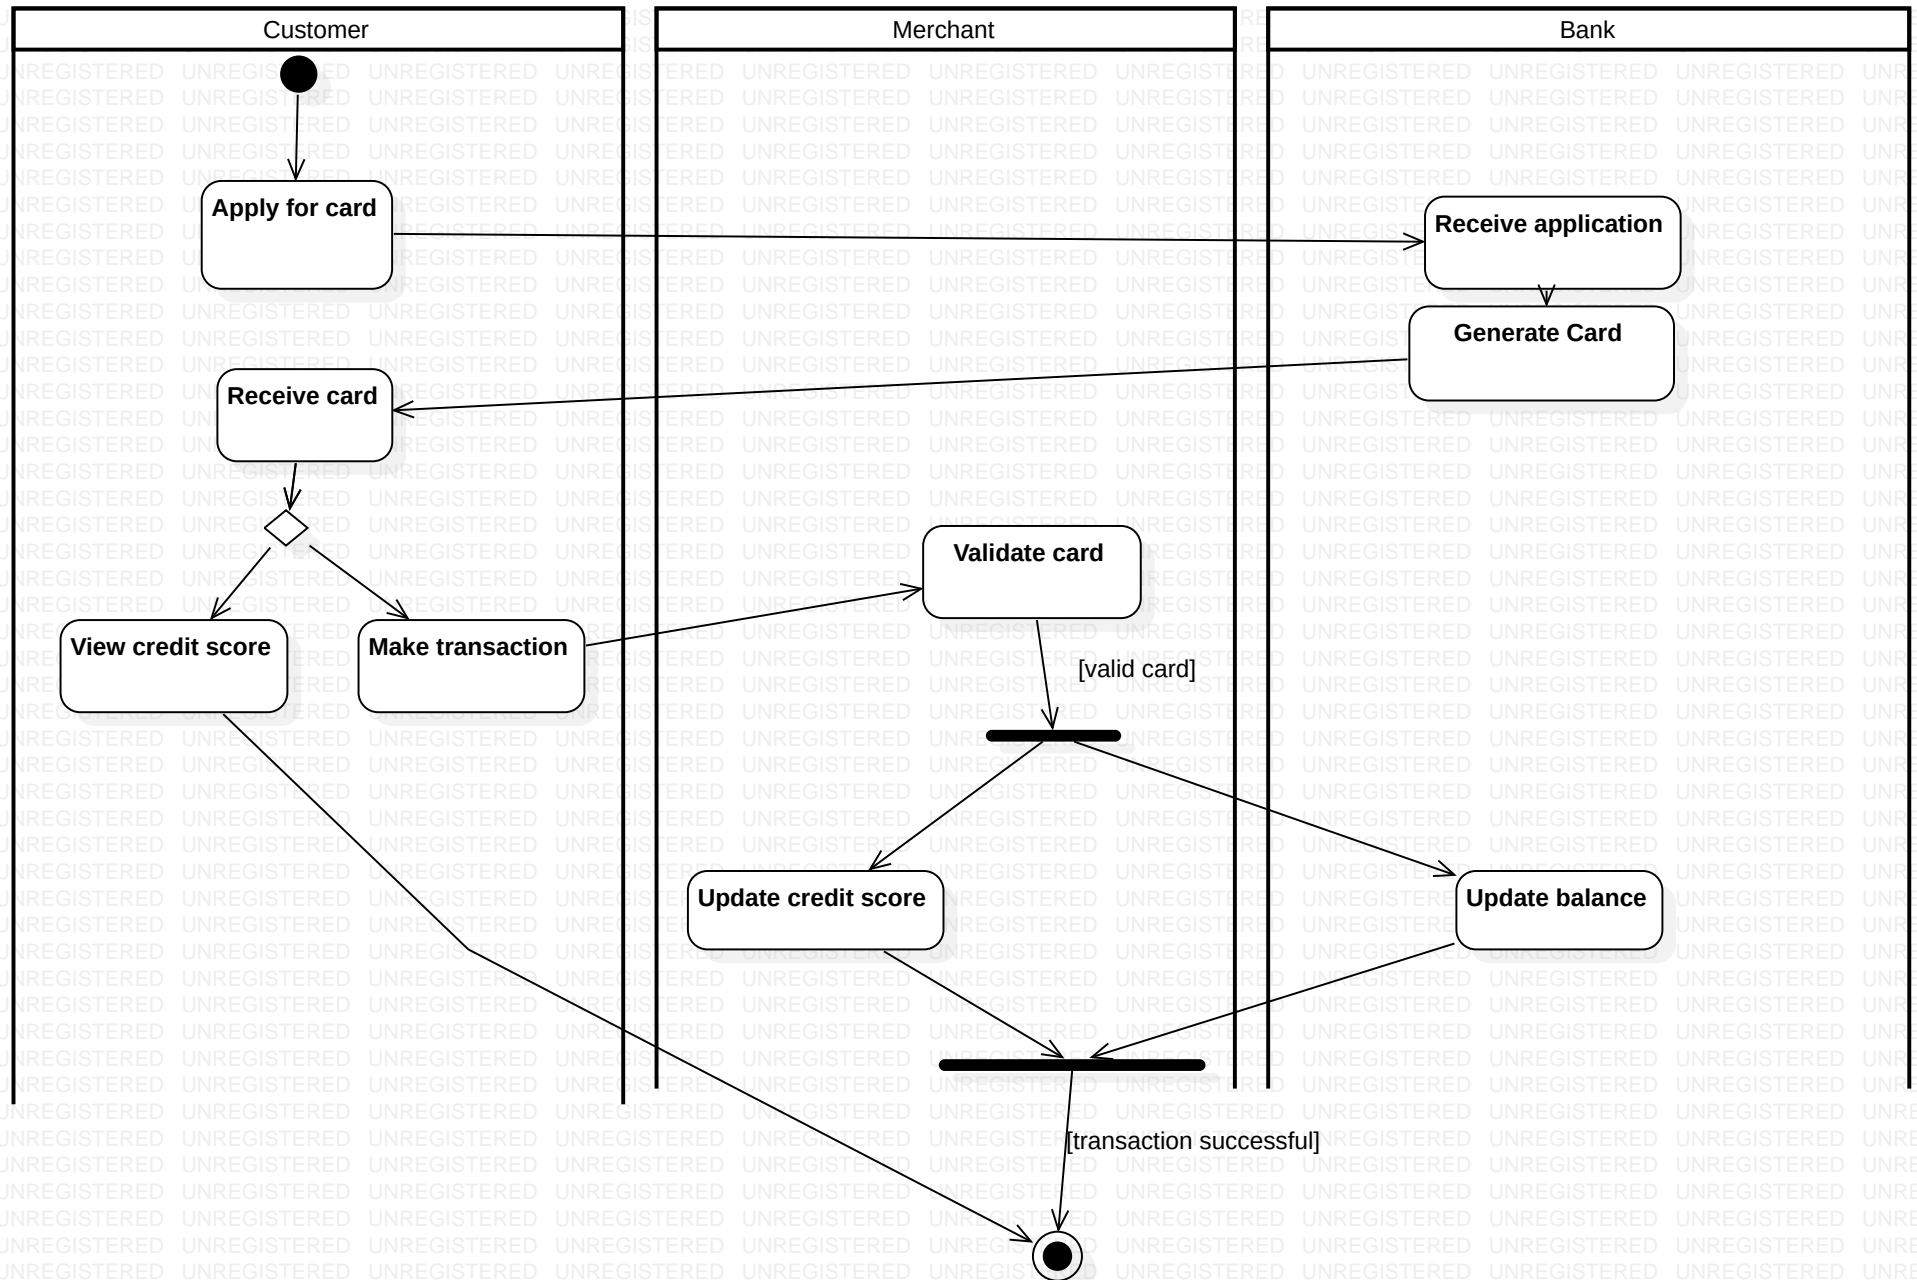 Customer
Merchant
Bank
Apply for card
Receive application
Generate Card
Receive card
Validate card
View credit score
Make transaction
[valid card]
Update credit score
Update balance
[transaction successful]
UNREGISTERED